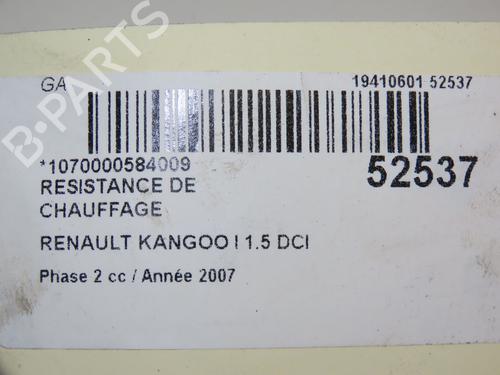 GA 19410601 52537
*1070000584009 52537
RESISTANCE DE
CHAUFFAGE
RENAULT KANGOO I 1.5 DCI
Phase 2 cc / Année 2007
B-PARTS